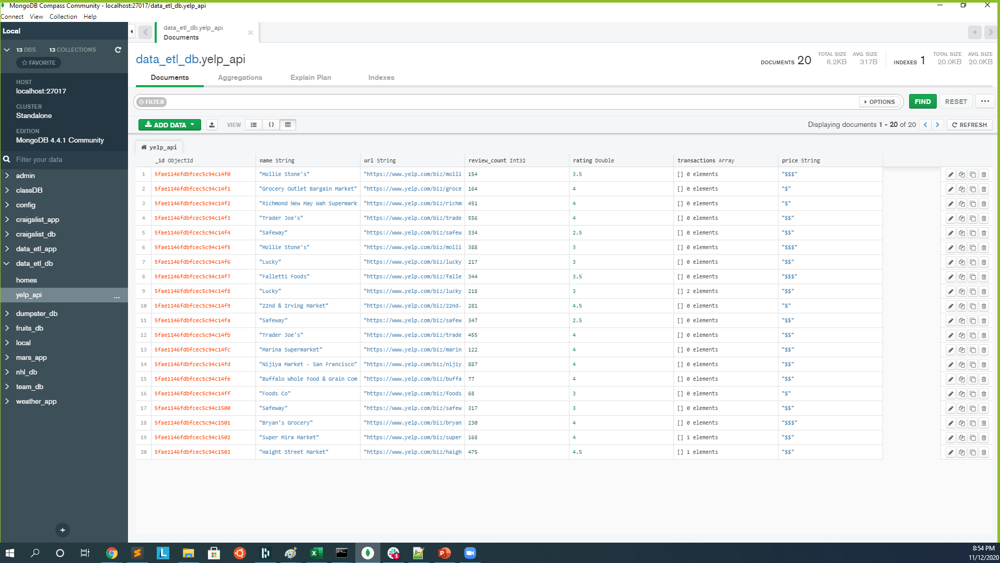 MongoDB Compass Community - localhost:27017/data_etl_db.yelp_api
Connect View Collection Help
Local
13 DBS 13 COLLECTIONS
FAVORITE
HOST
localhost:27017
CLUSTER
Standalone
EDITION
MongoDB 4.4.1 Community
Filter your data
admin
classDB
config
craigslist_app
craigslist_db
data_etl_app
data_etl_db
homes
yelp_api ...
dumpster_db
fruits_db
local
mars_app
nhl_db
team_db
weather_app
+
data_etl_db.yelp_api
Documents
data_etl_db.yelp_api
DOCUMENTS 20 TOTAL SIZE 6.2KB AVG. SIZE 317B INDEXES 1 TOTAL SIZE 20.0KB AVG. SIZE 20.0KB
Documents Aggregations Explain Plan Indexes
FILTER OPTIONS FIND RESET ...
ADD DATA VIEW {} Displaying documents 1 - 20 of 20 < > REFRESH
yelp_api
_id ObjectId name String url String review_count Int32 rating Double transactions Array price String
1 5fae1146fdbfcec5c94c14f0 "Mollie Stone's" "https://www.yelp.com/biz/molli 154 3.5 [] 0 elements "$$$"
2 5fae1146fdbfcec5c94c14f1 "Grocery Outlet Bargain Market" "https://www.yelp.com/biz/groce 164 4 [] 0 elements "$"
3 5fae1146fdbfcec5c94c14f2 "Richmond New May Wah Supermark "https://www.yelp.com/biz/richm 451 4 [] 0 elements "$"
4 5fae1146fdbfcec5c94c14f3 "Trader Joe's" "https://www.yelp.com/biz/trade 556 4 [] 0 elements "$$"
5 5fae1146fdbfcec5c94c14f4 "Safeway" "https://www.yelp.com/biz/safew 334 2.5 [] 0 elements "$$"
6 5fae1146fdbfcec5c94c14f5 "Mollie Stone's" "https://www.yelp.com/biz/molli 388 3 [] 0 elements "$$$"
7 5fae1146fdbfcec5c94c14f6 "Lucky" "https://www.yelp.com/biz/lucky 217 3 [] 0 elements "$$"
8 5fae1146fdbfcec5c94c14f7 "Falletti Foods" "https://www.yelp.com/biz/falle 344 3.5 [] 0 elements "$$$"
9 5fae1146fdbfcec5c94c14f8 "Lucky" "https://www.yelp.com/biz/lucky 218 3 [] 2 elements "$$"
10 5fae1146fdbfcec5c94c14f9 "22nd & Irving Market" "https://www.yelp.com/biz/22nd- 281 4.5 [] 0 elements "$"
11 5fae1146fdbfcec5c94c14fa "Safeway" "https://www.yelp.com/biz/safew 347 2.5 [] 0 elements "$$"
12 5fae1146fdbfcec5c94c14fb "Trader Joe's" "https://www.yelp.com/biz/trade 455 4 [] 0 elements "$$"
13 5fae1146fdbfcec5c94c14fc "Marina Supermarket" "https://www.yelp.com/biz/marin 122 4 [] 0 elements "$$"
14 5fae1146fdbfcec5c94c14fd "Nijiya Market - San Francisco" "https://www.yelp.com/biz/nijiy 887 4 [] 0 elements "$$"
15 5fae1146fdbfcec5c94c14fe "Buffalo Whole Food & Grain Com "https://www.yelp.com/biz/buffa 77 4 [] 0 elements "$$"
16 5fae1146fdbfcec5c94c14ff "Foods Co" "https://www.yelp.com/biz/foods 68 3 [] 0 elements "$"
17 5fae1146fdbfcec5c94c1500 "Safeway" "https://www.yelp.com/biz/safew 317 3 [] 0 elements "$$"
18 5fae1146fdbfcec5c94c1501 "Bryan's Grocery" "https://www.yelp.com/biz/bryan 230 4 [] 0 elements "$$$"
19 5fae1146fdbfcec5c94c1502 "Super Mira Market" "https://www.yelp.com/biz/super 168 4 [] 1 elements "$$"
20 5fae1146fdbfcec5c94c1503 "Haight Street Market" "https://www.yelp.com/biz/haigh 475 4.5 [] 1 elements "$$"
8:54 PM
11/12/2020